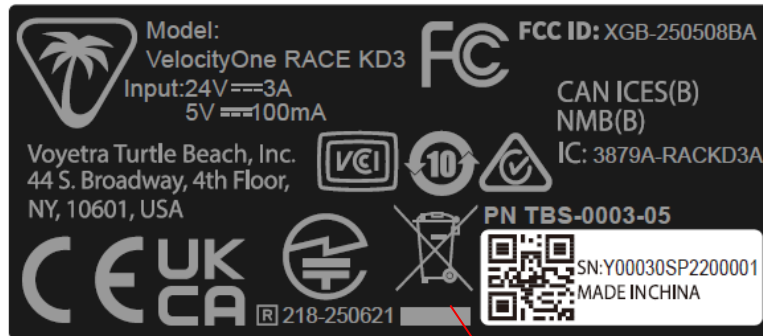 Model:
VelocityOne RACE KD3
Input:24V⎓3A
5V⎓100mA
FCC ID: XGB-250508BA
CAN ICES(B)
NMB(B)
IC: 3879A-RACKD3A
Voyetra Turtle Beach, Inc.
44 S. Broadway, 4th Floor,
NY, 10601, USA
VCI
10
PN TBS-0003-05
CE
UK
CA
R 218-250621
SN:Y00030SP2200001
MADE IN CHINA